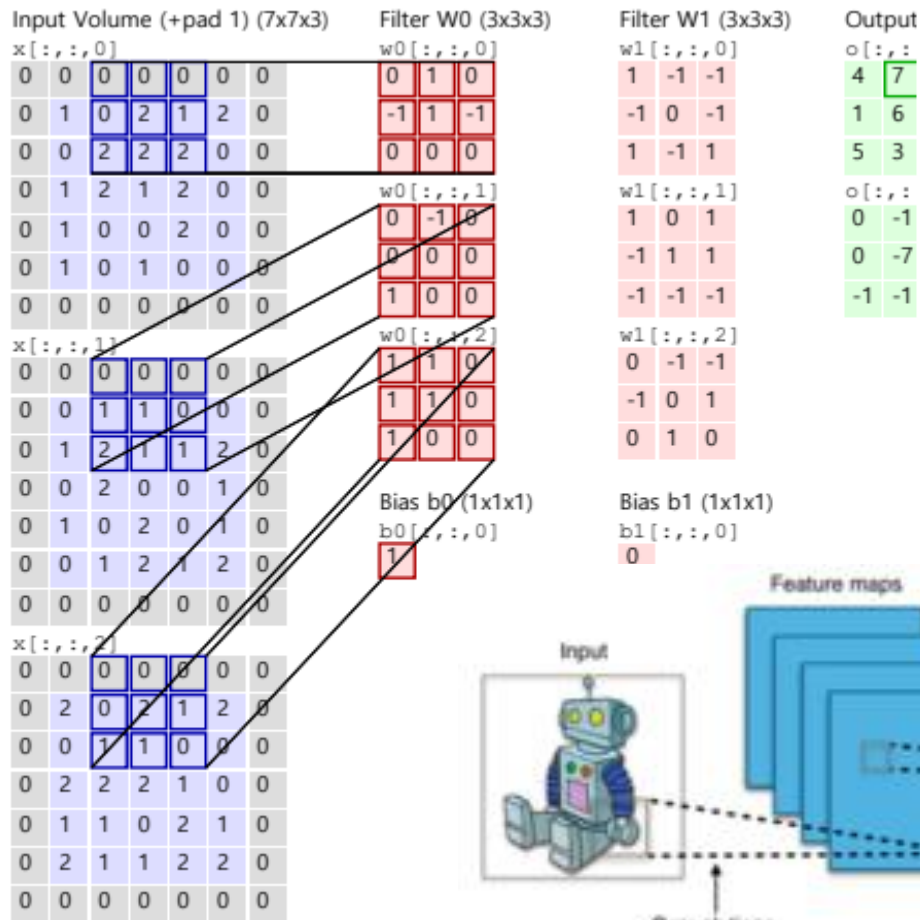 Input Volume (+pad 1) (7x7x3)
x[:,:,0]
0 0 0 0 0 0 0
0 1 0 2 1 2 0
0 0 2 2 2 0 0
0 1 2 1 2 0 0
0 1 0 0 2 0 0
0 1 0 1 0 0 0
0 0 0 0 0 0 0
x[:,:,1]
0 0 0 0 0 0 0
0 0 1 1 0 0 0
0 1 2 1 1 2 0
0 0 2 0 0 1 0
0 1 0 2 0 1 0
0 0 1 2 1 2 0
0 0 0 0 0 0 0
x[:,:,2]
0 0 0 0 0 0 0
0 2 0 2 1 2 0
0 0 1 1 0 0 0
0 2 2 2 1 0 0
0 1 1 0 2 1 0
0 2 1 1 2 2 0
0 0 0 0 0 0 0
Filter W0 (3x3x3)
w0[:,:,0]
0 1 0
-1 1 -1
0 0 0
w0[:,:,1]
0 -1 0
0 0 0
1 0 0
w0[:,:,2]
1 1 0
1 1 0
1 0 0
Bias b0 (1x1x1)
b0[:,:,0]
1
Filter W1 (3x3x3)
w1[:,:,0]
1 -1 -1
-1 0 -1
1 -1 1
w1[:,:,1]
1 0 1
-1 1 1
-1 -1 -1
w1[:,:,2]
0 -1 -1
-1 0 1
0 1 0
Bias b1 (1x1x1)
b1[:,:,0]
0
Output
o[:,:
4 7
1 6
5 3
o[:,:
0 -1
0 -7
-1 -1
Feature maps
Input